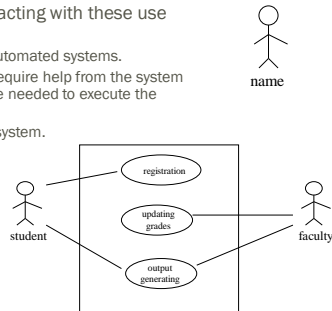 acting with these use
utomated systems.
equire help from the system
e needed to execute the
name
system.
registration
updating
grades
student
faculty
output
generating